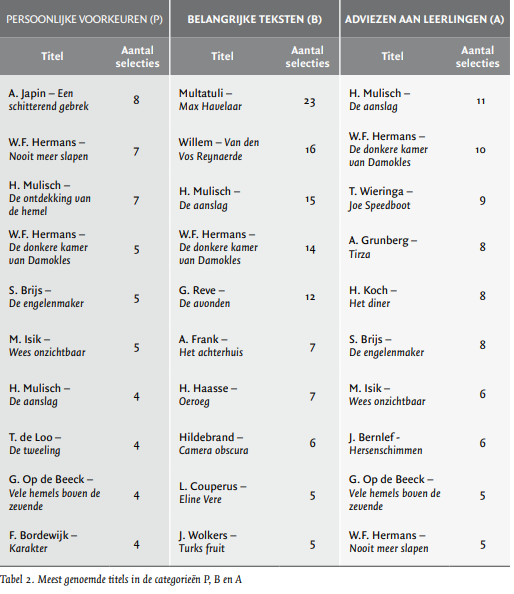 PERSOONLIJKE VOORKEUREN (P) BELANGRIJKE TEKSTEN (B) ADVIEZEN AAN LEERLINGEN (A)
Titel Aantal selecties Titel Aantal selecties Titel Aantal selecties
A. Japin – Een schitterend gebrek 8 Multatuli – Max Havelaar 23 H. Mulisch – De aanslag 11
W.F. Hermans – Nooit meer slapen 7 Willem – Van den Vos Reynaerde 16 W.F. Hermans – De donkere kamer van Damokles 10
H. Mulisch – De ontdekking van de hemel 7 H. Mulisch – De aanslag 15 T. Wieringa – Joe Speedboot 9
W.F. Hermans – De donkere kamer van Damokles 5 W.F. Hermans – De donkere kamer van Damokles 14 A. Grunberg – Tirza 8
S. Brijs – De engelenmaker 5 G. Reve – De avonden 12 H. Koch – Het diner 8
M. Isik – Wees onzichtbaar 5 A. Frank – Het achterhuis 7 S. Brijs – De engelenmaker 8
H. Mulisch – De aanslag 4 H. Haasse – Oeroeg 7 M. Isik – Wees onzichtbaar 6
T. de Loo – De tweeling 4 Hildebrand – Camera obscura 6 J. Bernlef - Hersenschimmen 6
G. Op de Beeck – Vele hemels boven de zevende 4 L. Couperus – Eline Vere 5 G. Op de Beeck – Vele hemels boven de zevende 5
F. Bordewijk – Karakter 4 J. Wolkers – Turks fruit 5 W.F. Hermans – Nooit meer slapen 5
Tabel 2. Meest genoemde titels in de categorieën P, B en A